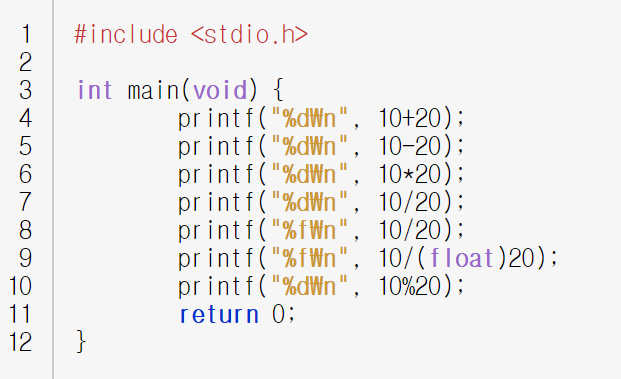 1 #include <stdio.h>
2
3 int main(void) {
4 printf("%d₩n", 10+20);
5 printf("%d₩n", 10-20);
6 printf("%d₩n", 10*20);
7 printf("%d₩n", 10/20);
8 printf("%f₩n", 10/20);
9 printf("%f₩n", 10/(float)20);
10 printf("%d₩n", 10%20);
11 return 0;
12 }